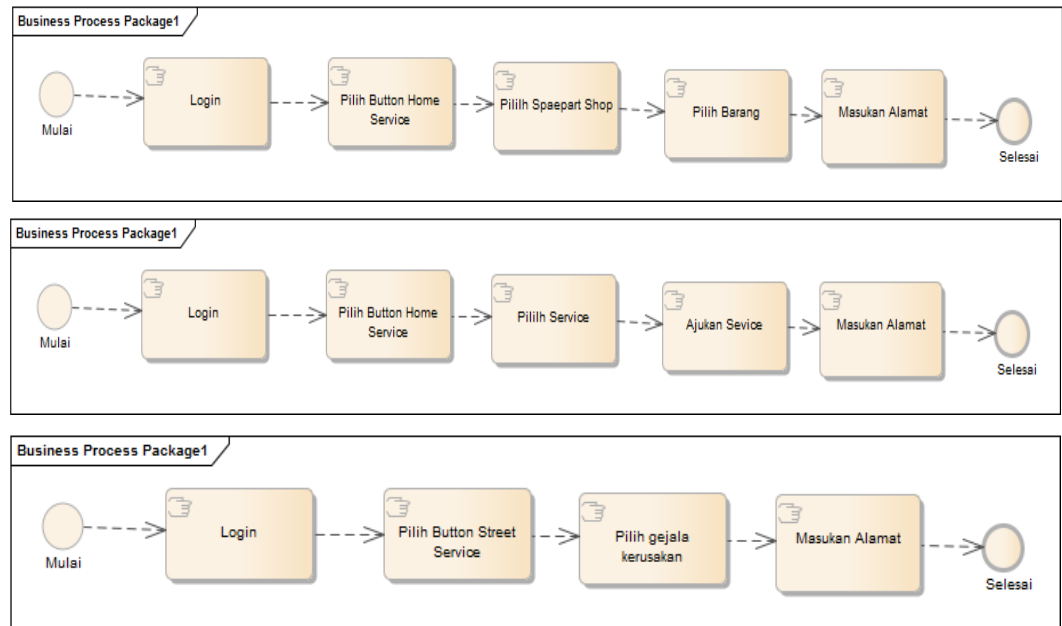 Business Process Package1
Mulai
Login
Pilih Button Home
Service
Pililh Spaepart Shop
Pilih Barang
Masukan Alamat
Selesai
Business Process Package1
Mulai
Login
Pilih Button Home
Service
Pililh Service
Ajukan Sevice
Masukan Alamat
Selesai
Business Process Package1
Mulai
Login
Pilih Button Street
Service
Pilih gejala
kerusakan
Masukan Alamat
Selesai